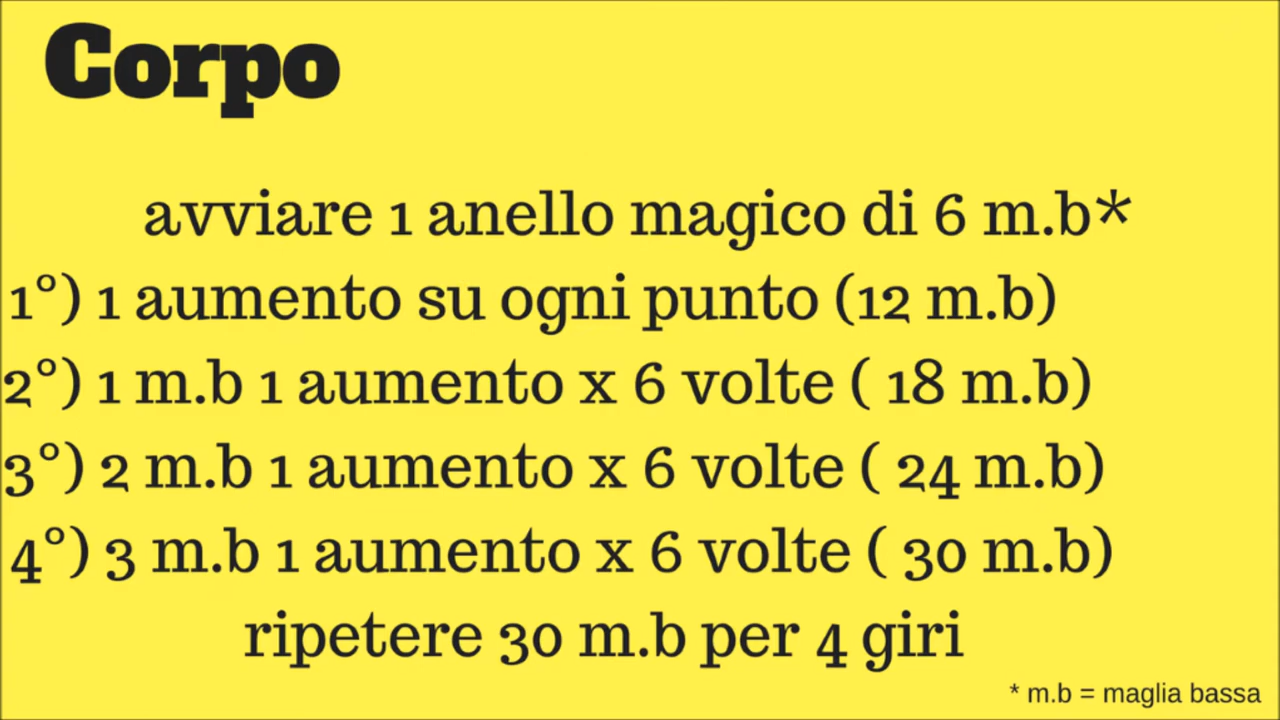 Corpo
avviare 1 anello magico di 6 m.b*
1°) 1 aumento su ogni punto (12 m.b)
2°) 1 m.b 1 aumento x 6 volte ( 18 m.b)
3°) 2 m.b 1 aumento x 6 volte ( 24 m.b)
4°) 3 m.b 1 aumento x 6 volte ( 30 m.b)
ripetere 30 m.b per 4 giri
* m.b = maglia bassa